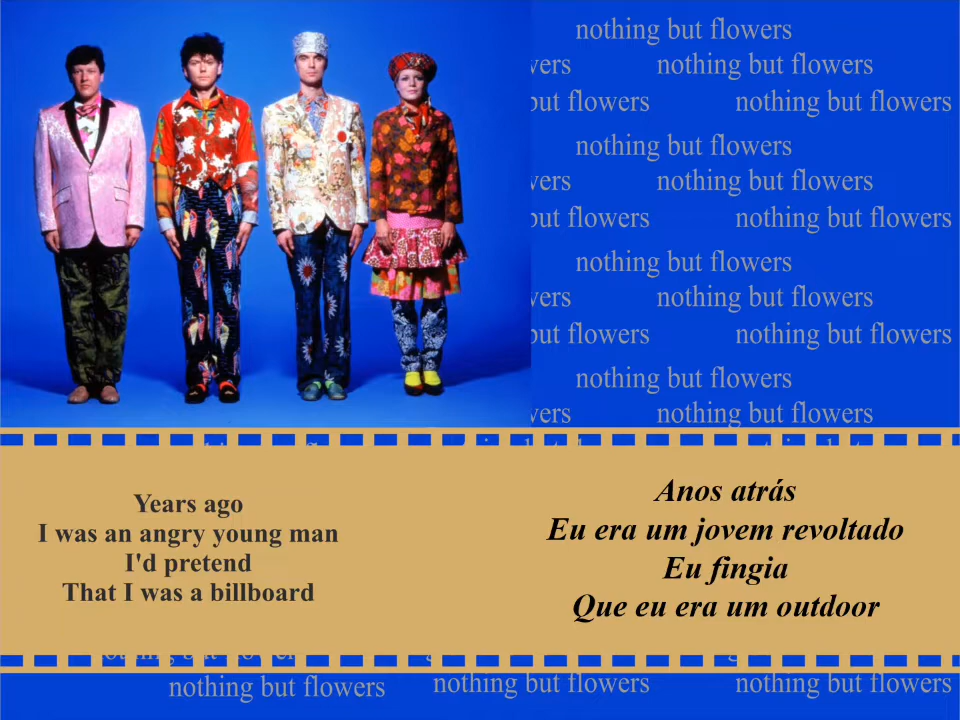 nothing but flowers
vers nothing but flowers
but flowers nothing but flowers
nothing but flowers
vers nothing but flowers
but flowers nothing but flowers
nothing but flowers
vers nothing but flowers
but flowers nothing but flowers
nothing but flowers
vers nothing but flowers
Years ago
I was an angry young man
I'd pretend
That I was a billboard
Anos atrás
Eu era um jovem revoltado
Eu fingia
Que eu era um outdoor
nothing but flowers nothing but flowers nothing but flowers